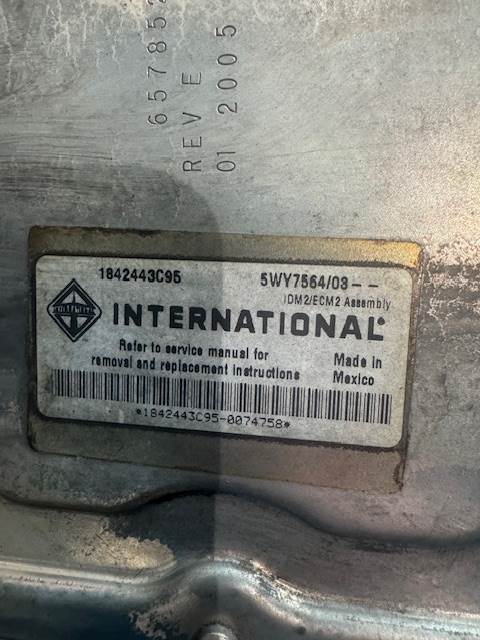 657852
REV E
01 2005
1842443C95 5WY7564/03--
IDM2/ECM2 Assembly
INTERNATIONAL®
Refer to service manual for
removal and replacement instructions
Made in
Mexico
*1842443C95-0074758*